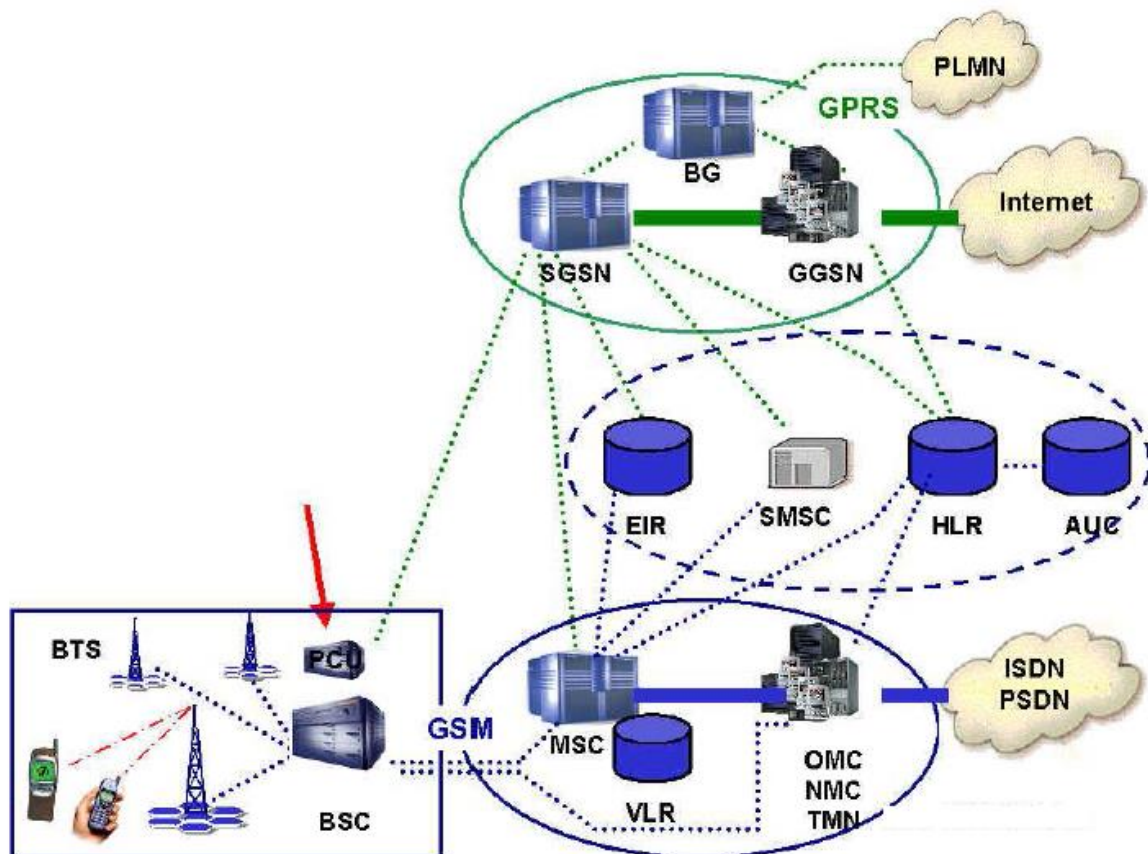 PLMN
GPRS
BG
Internet
SGSN
GGSN
EIR
SMSC
HLR
AUC
BTS
PCU
ISDN
PSDN
GSM
MSC
VLR
OMC
NMC
TMN
BSC